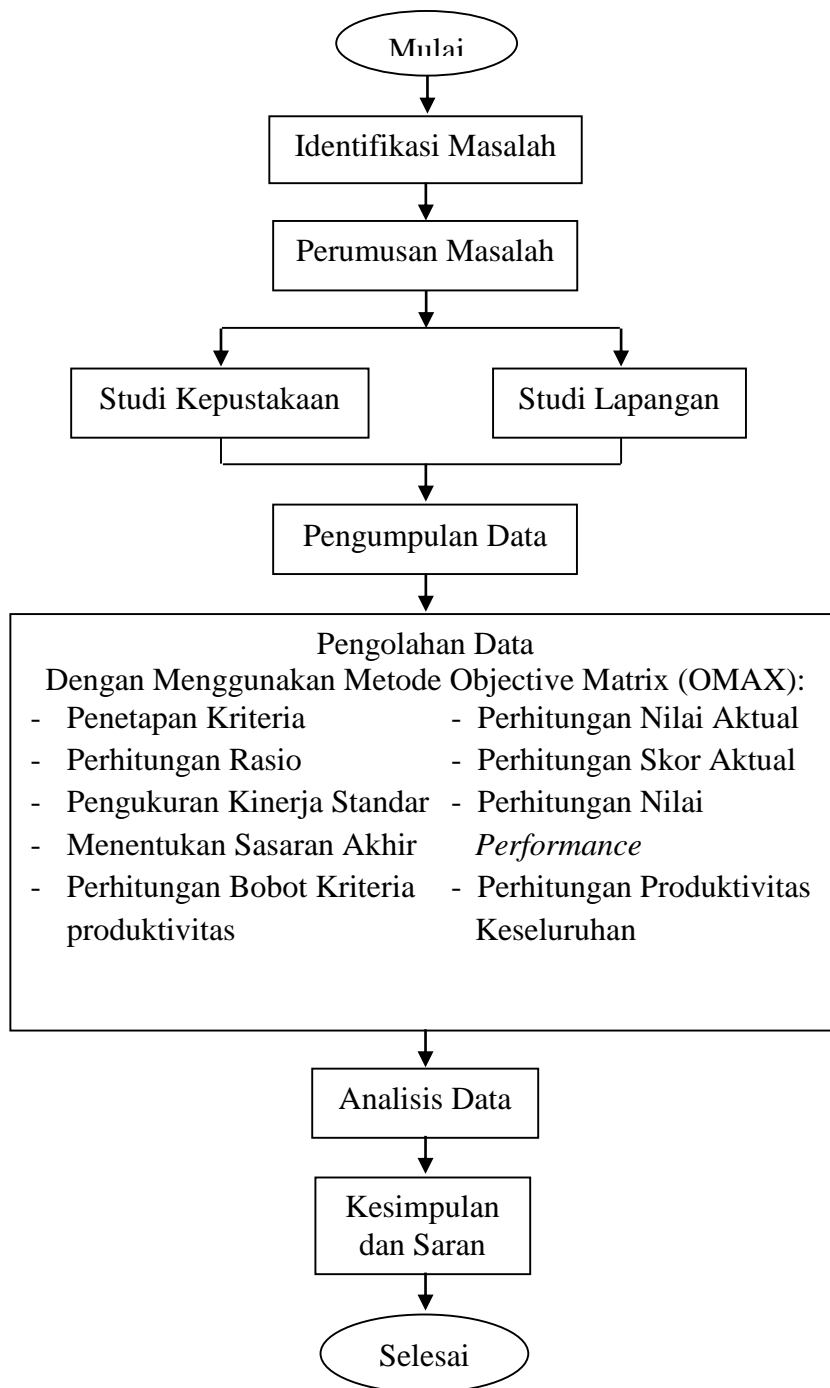 Mulai
Identifikasi Masalah
Perumusan Masalah
Studi Kepustakaan
Studi Lapangan
Pengumpulan Data
Pengolahan Data
Dengan Menggunakan Metode Objective Matrix (OMAX):
- Penetapan Kriteria
- Perhitungan Rasio
- Pengukuran Kinerja Standar
- Menentukan Sasaran Akhir
- Perhitungan Bobot Kriteria
produktivitas
- Perhitungan Nilai Aktual
- Perhitungan Skor Aktual
- Perhitungan Nilai
Performance
- Perhitungan Produktivitas
Keseluruhan
Analisis Data
Kesimpulan
dan Saran
Selesai